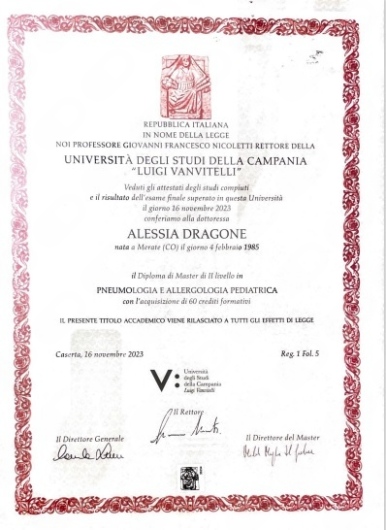 REPUBBLICA ITALIANA
IN NOME DELLA LEGGE
NOI PROFESSORE GIOVANNI FRANCESCO NICOLETTI RETTORE DELLA
UNIVERSITÀ DEGLI STUDI DELLA CAMPANIA
“LUIGI VANVITELLI”
Veduti gli attestati degli studi compiuti
e il risultato dell'esame finale superato in questa Università
il giorno 16 novembre 2023
conferiamo alla dottoressa
ALESSIA DRAGONE
nata a Merate (CO) il giorno 4 febbraio 1985
il Diploma di Master di II livello in
PNEUMOLOGIA E ALLERGOLOGIA PEDIATRICA
con l'acquisizione di 60 crediti formativi
IL PRESENTE TITOLO ACCADEMICO VIENE RILASCIATO A TUTTI GLI EFFETTI DI LEGGE
Caserta, 16 novembre 2023
Reg. 1 Fol. 5
V:
Università
degli Studi
della Campania
Luigi Vanvitelli
Il Rettore
Il Direttore Generale
Il Direttore del Master